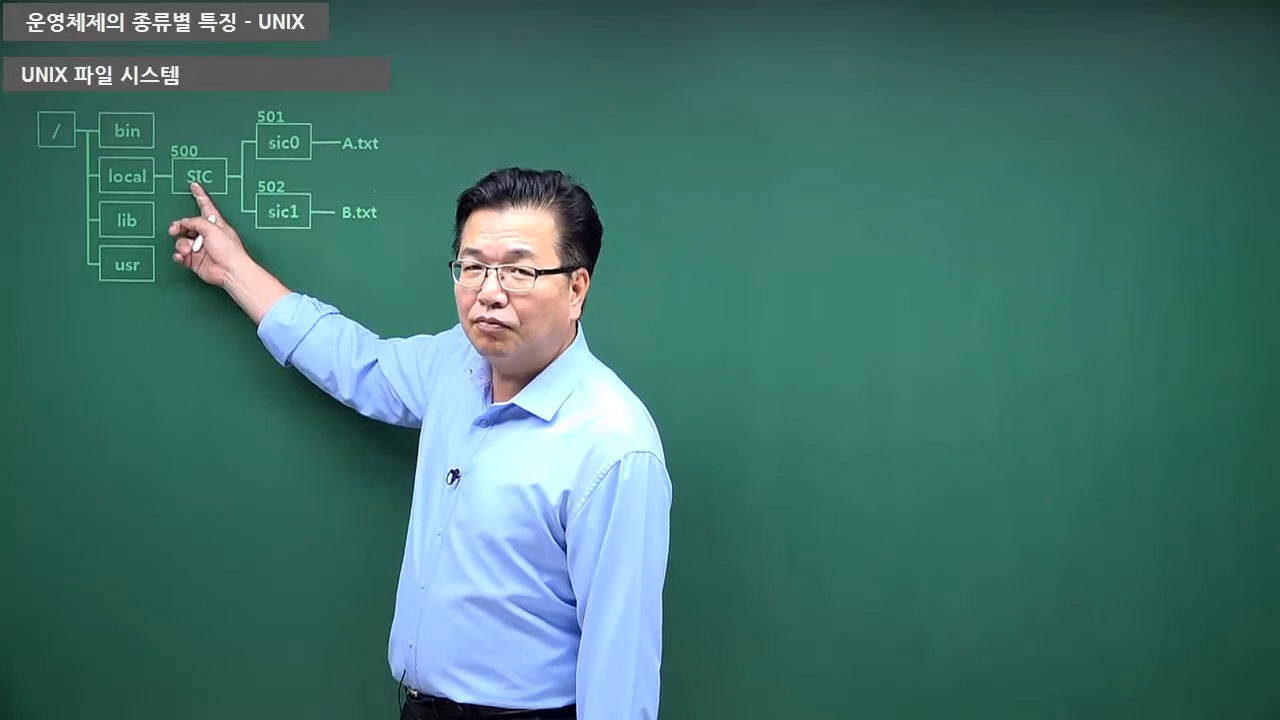 운영체제의 종류별 특징 - UNIX
UNIX 파일 시스템
/
bin
local
lib
usr
500
SIC
501
sic0
A.txt
502
sic1
B.txt